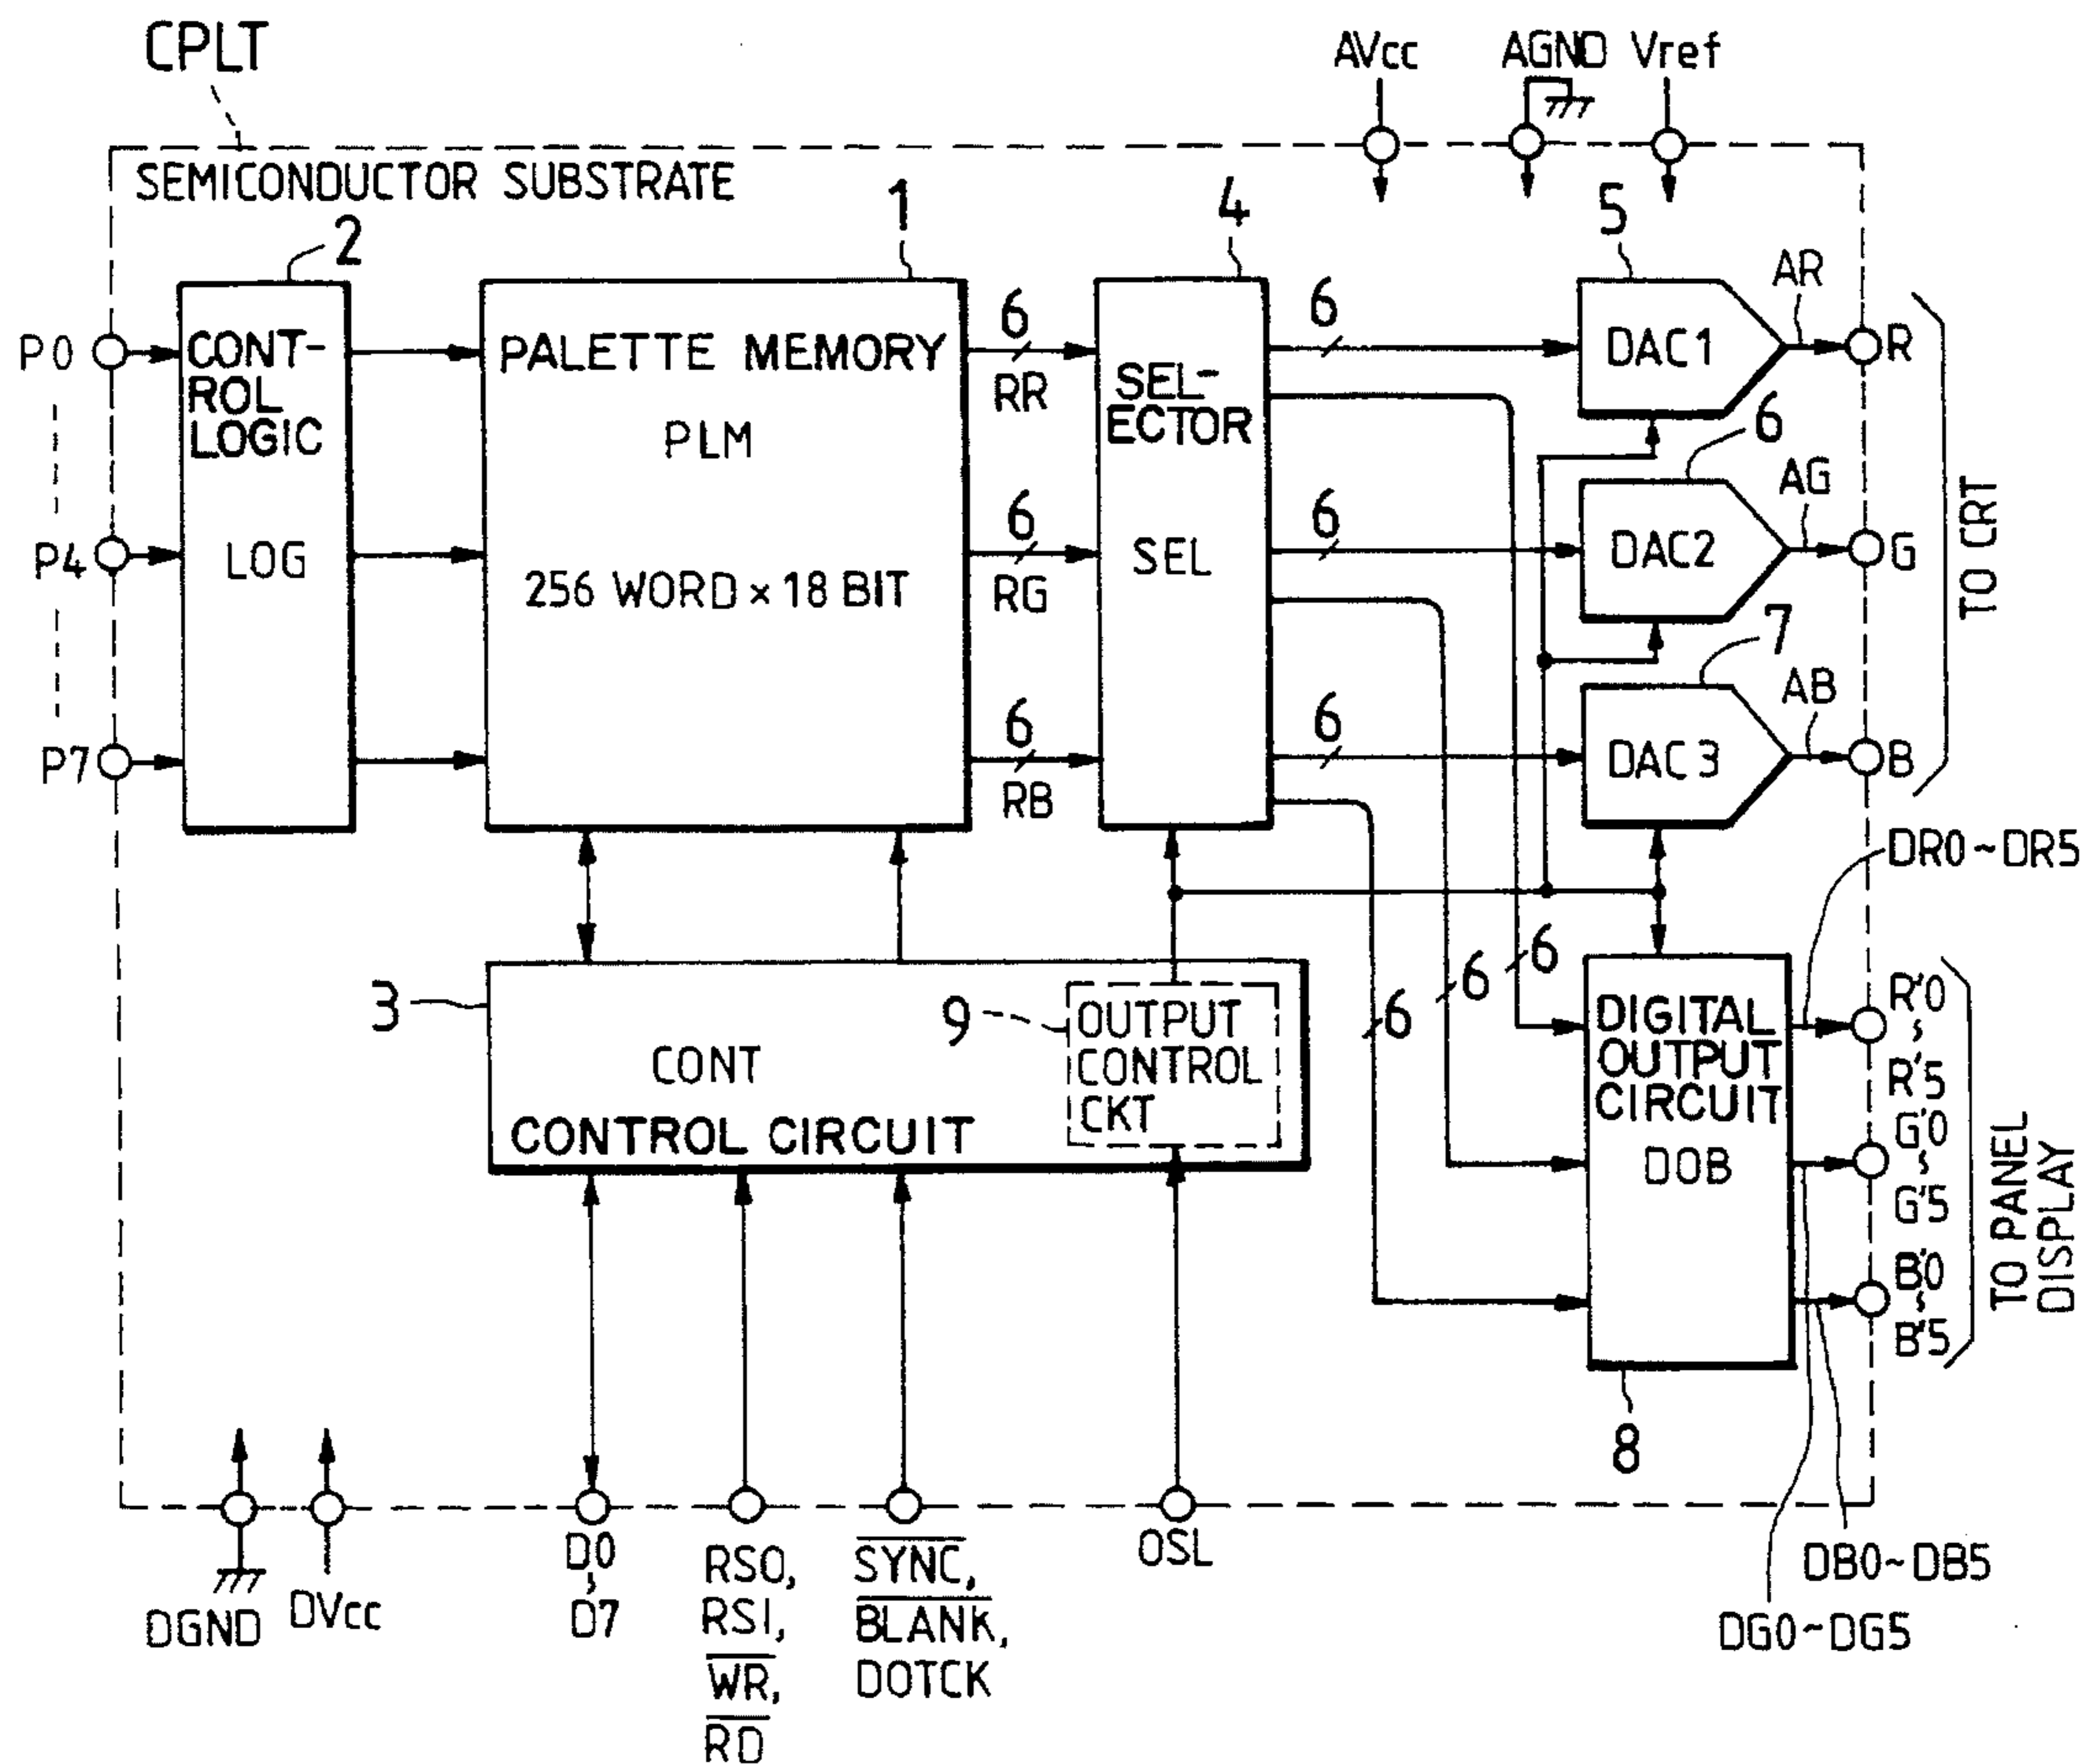 CPLT
AVcc
AGND
Vref
SEMICONDUCTOR SUBSTRATE
2
1
4
5
P0
P4
P7
CONT-
ROL
LOGIC
LOG
PALETTE MEMORY
PLM
256 WORD × 18 BIT
6
RR
6
RG
6
RB
SEL-
ECTOR
SEL
6
6
6
DAC1
AR
R
6
DAC2
AG
G
7
DAC3
AB
B
TO CRT
DR0~DR5
3
CONT
CONTROL CIRCUIT
9
OUTPUT
CONTROL
CKT
6
6
6
DIGITAL
OUTPUT
CIRCUIT
DOB
8
R'0
~
R'5
G'0
~
G'5
B'0
~
B'5
TO PANEL
DISPLAY
DGND
DVcc
D0
~
D7
RS0,
RS1,
W̅R̅,
R̅D̅
S̅Y̅N̅C̅,
B̅L̅A̅N̅K̅,
DOTCK
OSL
DB0~DB5
DG0~DG5